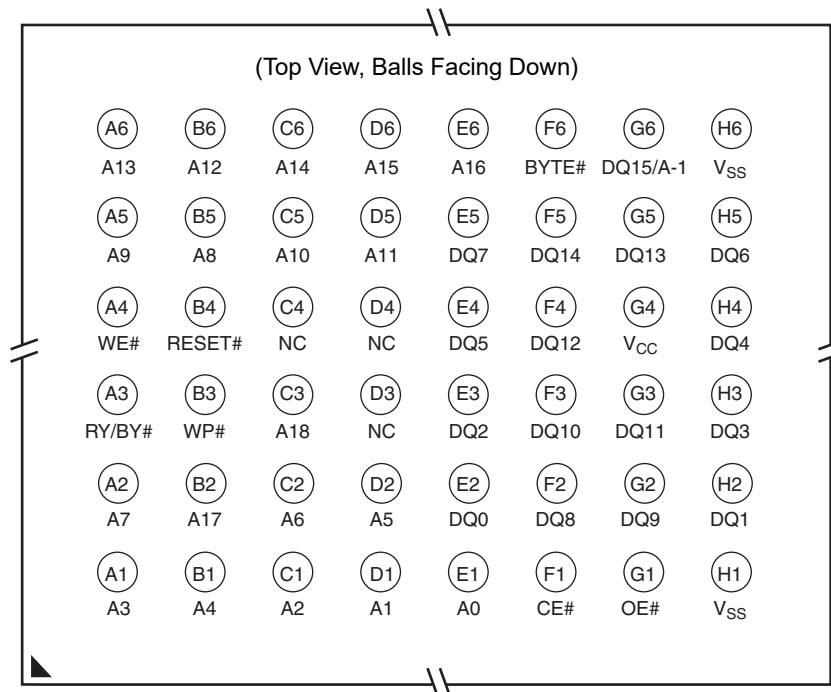 (Top View, Balls Facing Down)
A6 B6 C6 D6 E6 F6 G6 H6
A13 A12 A14 A15 A16 BYTE# DQ15/A-1 VSS
A5 B5 C5 D5 E5 F5 G5 H5
A9 A8 A10 A11 DQ7 DQ14 DQ13 DQ6
A4 B4 C4 D4 E4 F4 G4 H4
WE# RESET# NC NC DQ5 DQ12 VCC DQ4
A3 B3 C3 D3 E3 F3 G3 H3
RY/BY# WP# A18 NC DQ2 DQ10 DQ11 DQ3
A2 B2 C2 D2 E2 F2 G2 H2
A7 A17 A6 A5 DQ0 DQ8 DQ9 DQ1
A1 B1 C1 D1 E1 F1 G1 H1
A3 A4 A2 A1 A0 CE# OE# VSS